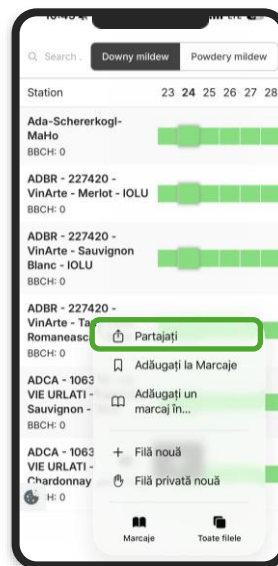 Search .
Downy mildew
Powdery mildew
Station 23 24 25 26 27 28
Ada-Schererkogl-
MaHo
BBCH: 0
ADBR - 227420 -
VinArte - Merlot - IOLU
BBCH: 0
ADBR - 227420 -
VinArte - Sauvignon
Blanc - IOLU
BBCH: 0
ADBR - 227420 -
VinArte - Ta
Romaneasc
BBCH: 0
ADCA - 1063
VIE URLATI -
Sauvignon -
BBCH: 0
ADCA - 1063
VIE URLATI -
Chardonnay
H: 0
Partajați
Adăugați la Marcaje
Adăugați un
marcaj în...
Filă nouă
Filă privată nouă
Marcaje
Toate filele